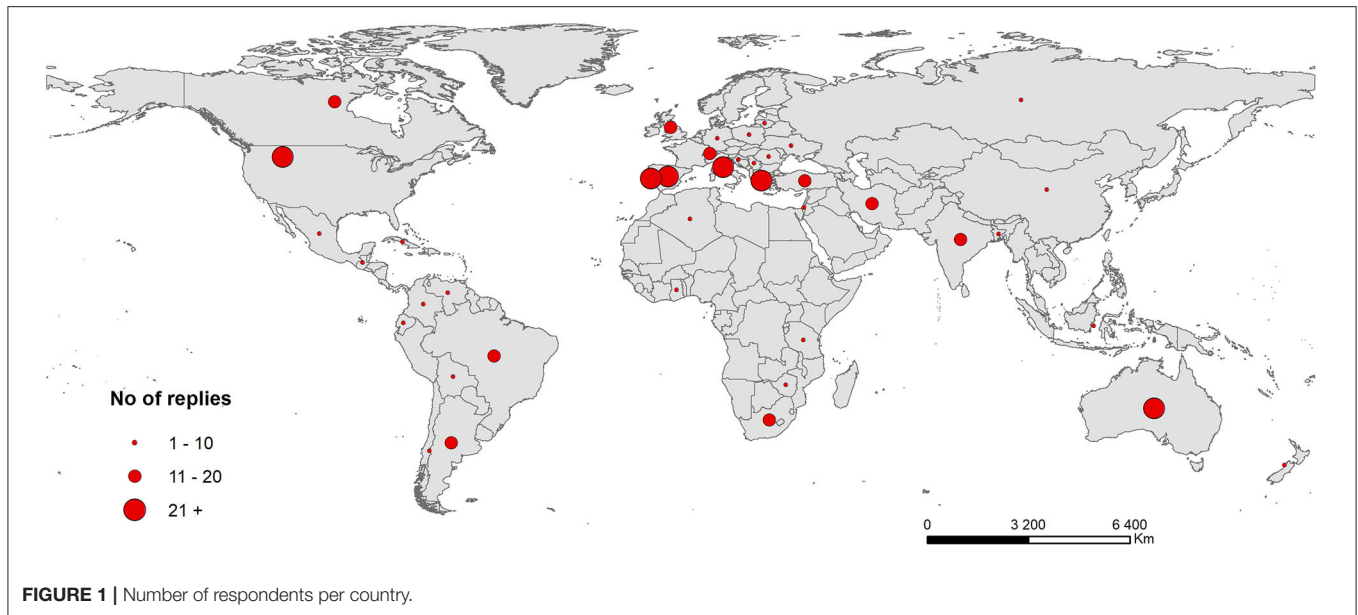 No of replies
1 - 10
11 - 20
21 +
0 3 200 6 400
Km
FIGURE 1 | Number of respondents per country.